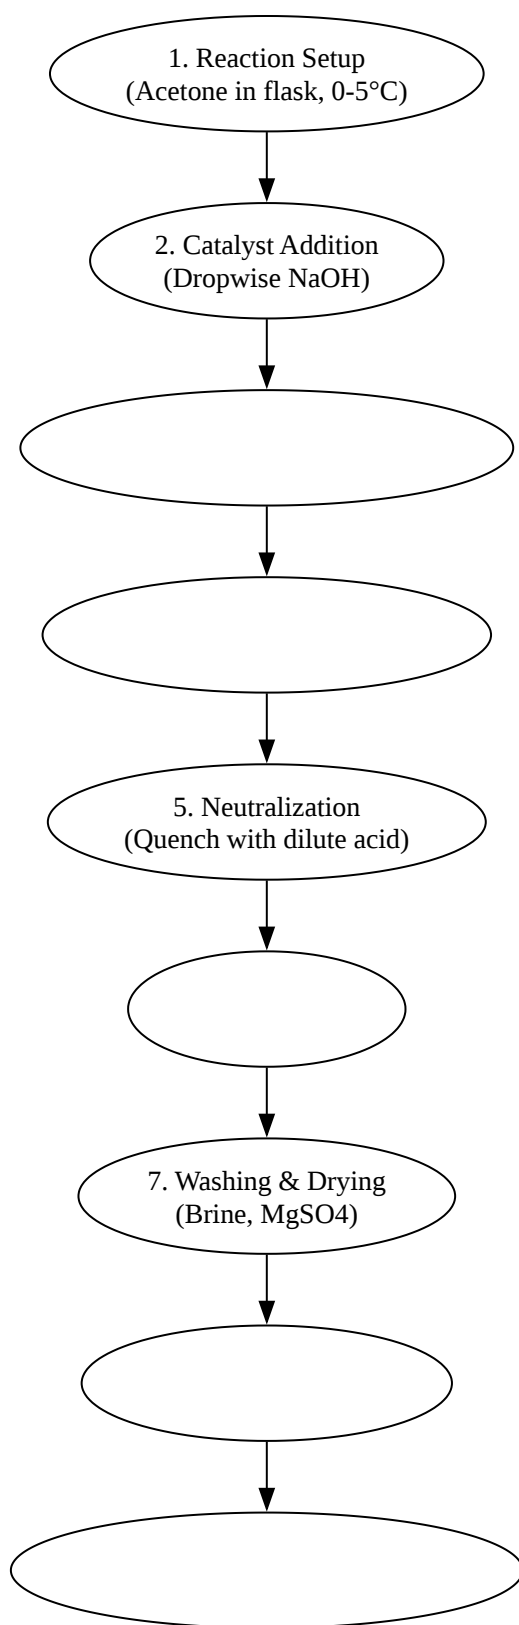 1. Reaction Setup
(Acetone in flask, 0-5°C)
2. Catalyst Addition
(Dropwise NaOH)
5. Neutralization
(Quench with dilute acid)
7. Washing & Drying
(Brine, MgSO4)